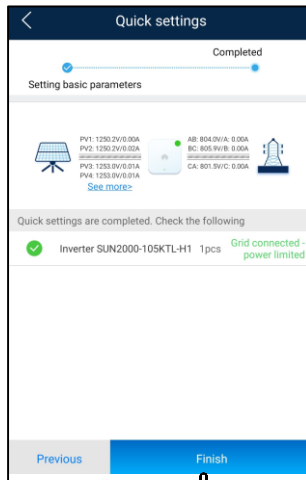 Quick settings
Completed
Setting basic parameters
PV1: 1250.2V/0.00A
PV2: 1250.2V/0.02A
PV3: 1253.0V/0.01A
PV4: 1253.0V/0.01A
See more>
AB: 804.0V/A: 0.00A
BC: 805.9V/B: 0.00A
CA: 801.5V/C: 0.00A
Quick settings are completed. Check the following
Inverter SUN2000-105KTL-H1 1pcs Grid connected -
power limited
Previous Finish